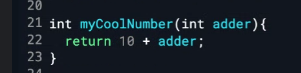 20
21 int myCoolNumber(int adder){
22   return 10 + adder;
23 }